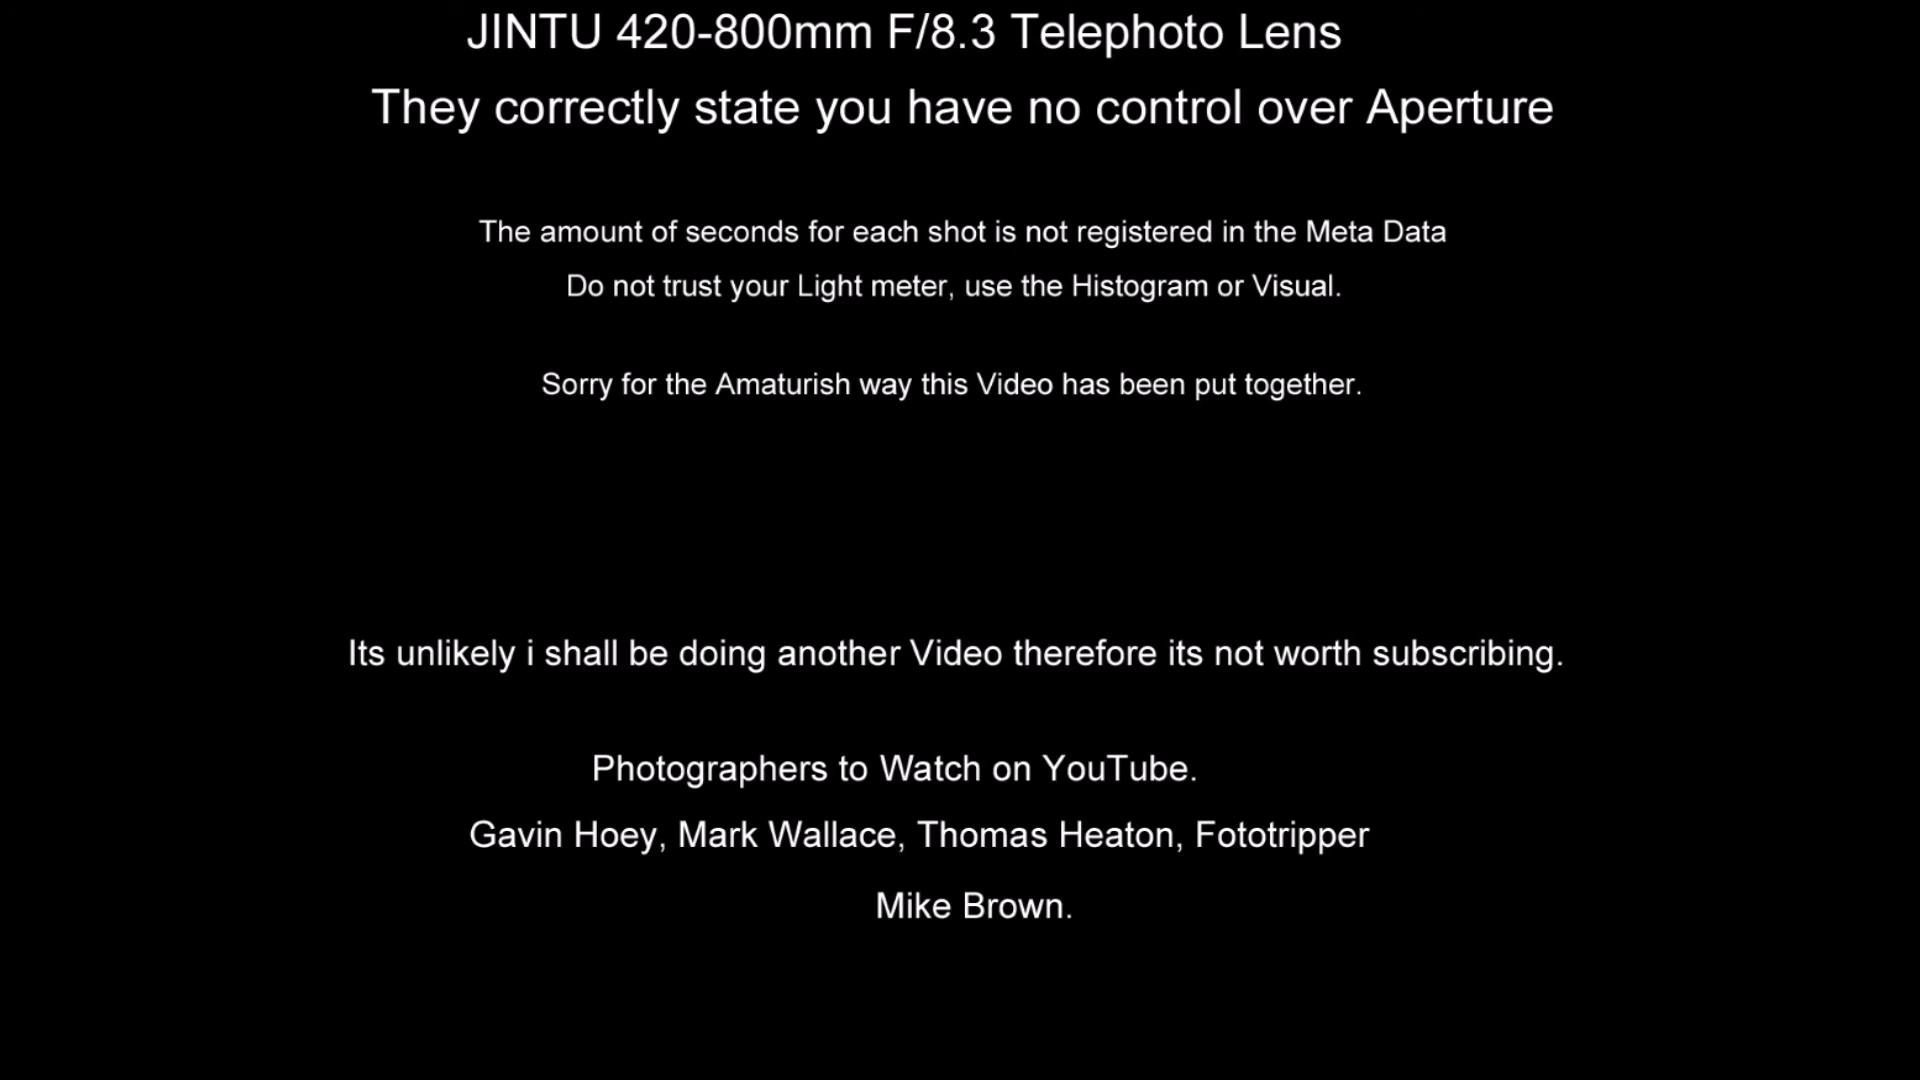 JINTU 420-800mm F/8.3 Telephoto Lens
They correctly state you have no control over Aperture
The amount of seconds for each shot is not registered in the Meta Data
Do not trust your Light meter, use the Histogram or Visual.
Sorry for the Amaturish way this Video has been put together.
Its unlikely i shall be doing another Video therefore its not worth subscribing.
Photographers to Watch on YouTube.
Gavin Hoey, Mark Wallace, Thomas Heaton, Fototripper
Mike Brown.